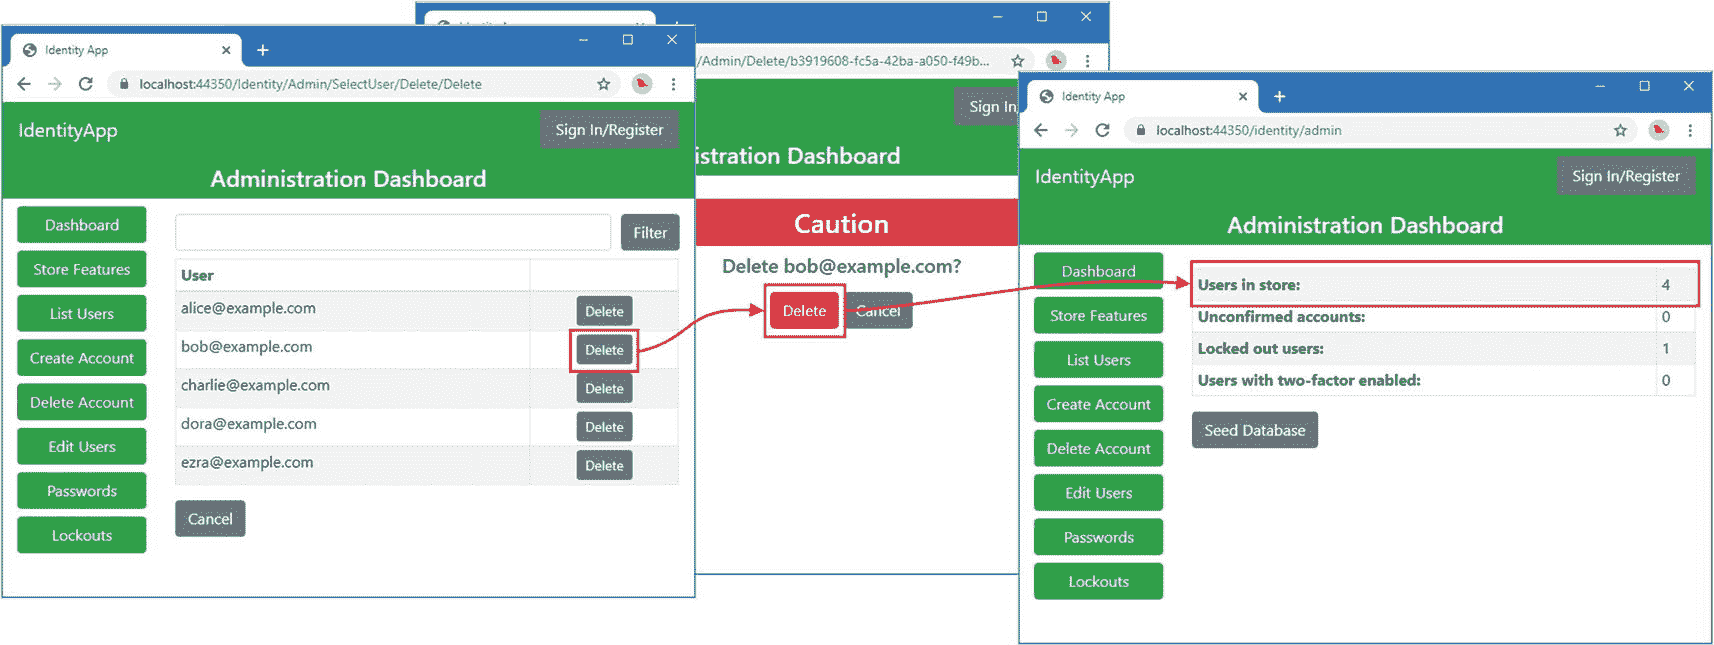 Identity App
localhost:44350/Identity/Admin/SelectUser/Delete/Delete
IdentityApp
Sign In/Register
Administration Dashboard
Dashboard
Store Features
List Users
Create Account
Delete Account
Edit Users
Passwords
Lockouts
Filter
User
alice@example.com Delete
bob@example.com Delete
charlie@example.com Delete
dora@example.com Delete
ezra@example.com Delete
Cancel
/Admin/Delete/b3919608-fc5a-42ba-a050-f49b...
Sign In
istration Dashboard
Caution
Delete bob@example.com?
Delete Cancel
Identity App
localhost:44350/identity/admin
IdentityApp
Sign In/Register
Administration Dashboard
Dashboard
Store Features
List Users
Create Account
Delete Account
Edit Users
Passwords
Lockouts
Users in store: 4
Unconfirmed accounts: 0
Locked out users: 1
Users with two-factor enabled: 0
Seed Database